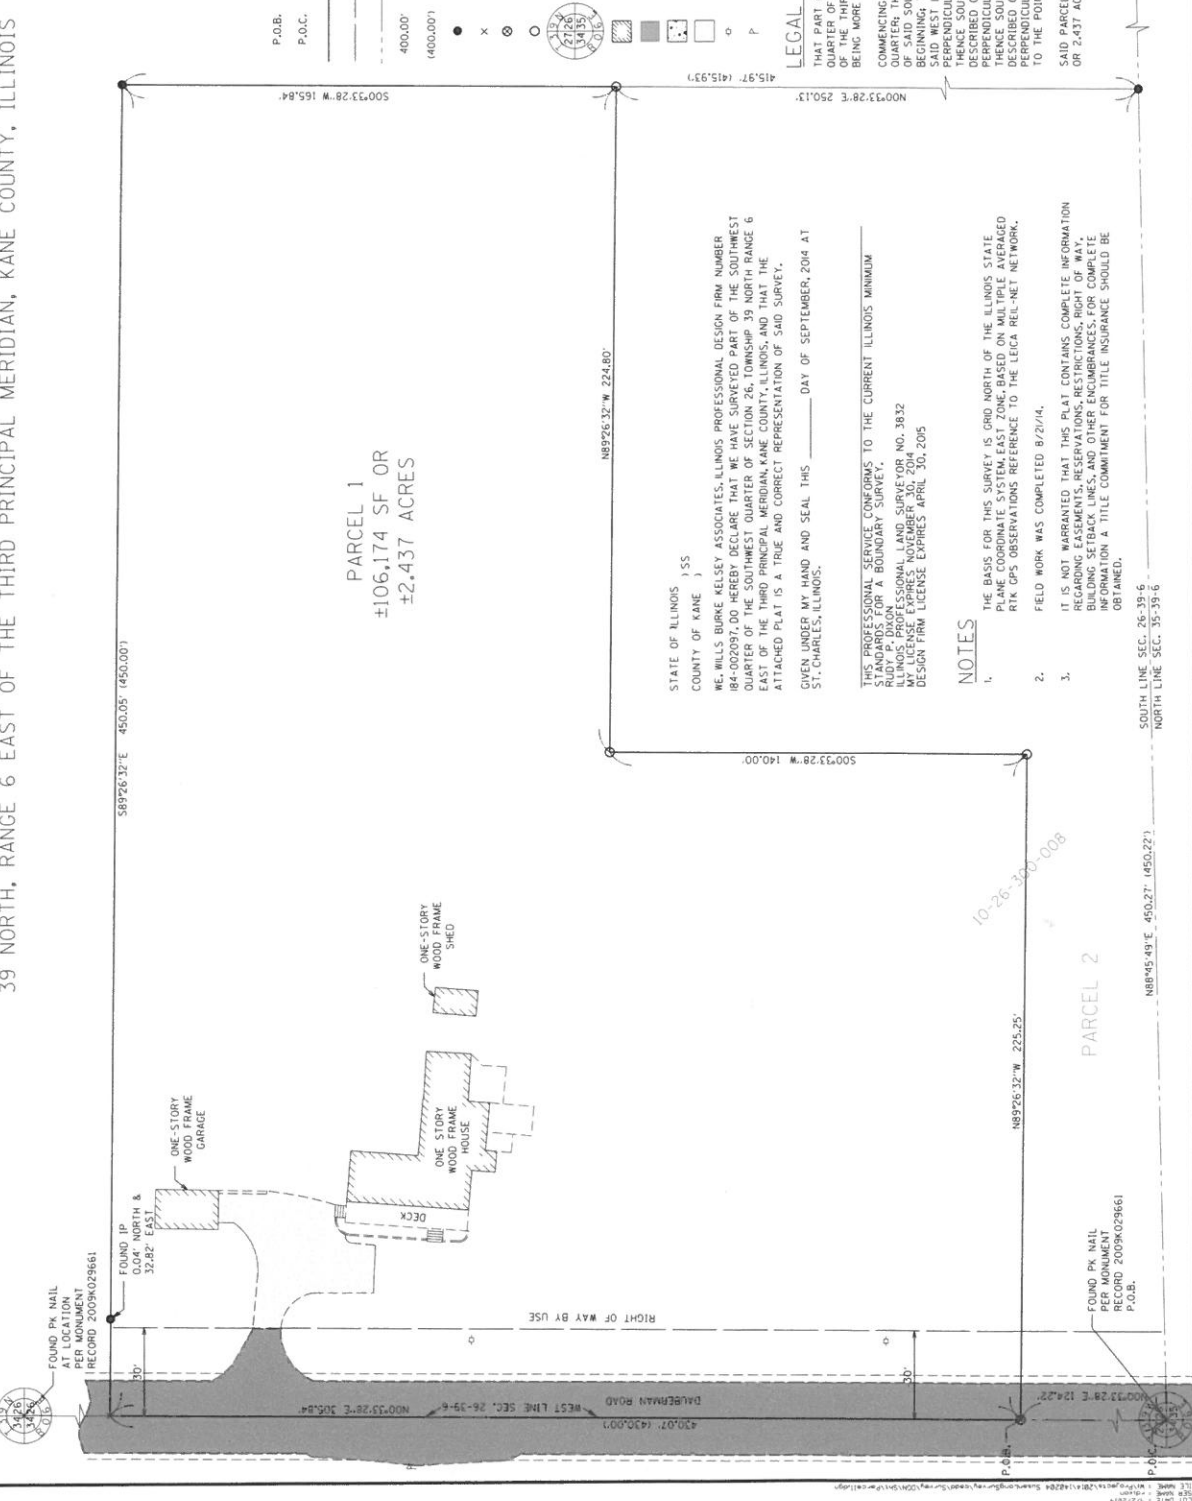 39 NORTH, RANGE 6 EAST OF THE THIRD PRINCIPAL MERIDIAN, KANE COUNTY, ILLINOIS
FOUND PK NAIL
AT LOCATION
PER MONUMENT
RECORD 2009K029661
FOUND IP
0.04' NORTH &
32.82' EAST
S89°26'32"E 450.05' (450.00')
S00°33'28"W 165.84'
ONE-STORY
WOOD FRAME
GARAGE
30'
DECK
ONE STORY
WOOD FRAME
HOUSE
ONE-STORY
WOOD FRAME
SHED
PARCEL 1
±106,174 SF OR
±2.437 ACRES
RIGHT OF WAY BY USE
DAUBERMAN ROAD
WEST LINE SEC. 26-39-6
N00°33'28"E 305.84'
430.07' (430.00')
N89°26'32"W 224.80'
S00°33'28"W 140.00'
N00°33'28"E 250.13'
415.97' (415.93')
STATE OF ILLINOIS )
)SS
COUNTY OF KANE )
WE, WILLS BURKE KELSEY ASSOCIATES, ILLINOIS PROFESSIONAL DESIGN FIRM NUMBER
184-002097, DO HEREBY DECLARE THAT WE HAVE SURVEYED PART OF THE SOUTHWEST
QUARTER OF THE SOUTHWEST QUARTER OF SECTION 26, TOWNSHIP 39 NORTH RANGE 6
EAST OF THE THIRD PRINCIPAL MERIDIAN, KANE COUNTY, ILLINOIS, AND THAT THE
ATTACHED PLAT IS A TRUE AND CORRECT REPRESENTATION OF SAID SURVEY.
GIVEN UNDER MY HAND AND SEAL THIS ______ DAY OF SEPTEMBER, 2014 AT
ST. CHARLES, ILLINOIS.
THIS PROFESSIONAL SERVICE CONFORMS TO THE CURRENT ILLINOIS MINIMUM
STANDARDS FOR A BOUNDARY SURVEY.
RUDY P. DIXON
ILLINOIS PROFESSIONAL LAND SURVEYOR NO. 3832
MY LICENSE EXPIRES NOVEMBER 30, 2014
DESIGN FIRM LICENSE EXPIRES APRIL 30, 2015
NOTES
1. THE BASIS FOR THIS SURVEY IS GRID NORTH OF THE ILLINOIS STATE
PLANE COORDINATE SYSTEM, EAST ZONE, BASED ON MULTIPLE AVERAGED
RTK GPS OBSERVATIONS REFERENCE TO THE LEICA REIL-NET NETWORK.
2. FIELD WORK WAS COMPLETED 8/21/14.
3. IT IS NOT WARRANTED THAT THIS PLAT CONTAINS COMPLETE INFORMATION
REGARDING EASEMENTS, RESERVATIONS, RESTRICTIONS, RIGHT OF WAY,
BUILDING SETBACK LINES, AND OTHER ENCUMBRANCES. FOR COMPLETE
INFORMATION A TITLE COMMITMENT FOR TITLE INSURANCE SHOULD BE
OBTAINED.
30'
N89°26'32"W 225.25'
10-26-300-008
PARCEL 2
P.O.B.
N00°33'28"E 124.22'
FOUND PK NAIL
PER MONUMENT
RECORD 2009K029661
P.O.B.
N88°45'49"E 450.27' (450.22')
SOUTH LINE SEC. 26-39-6
NORTH LINE SEC. 35-39-6
P.O.C.
P.O.B.
P.O.C.
400.00'
(400.00')
LEGAL
THAT PART
QUARTER OF
OF THE THIR
BEING MORE
COMMENCING
QUARTER; TH
OF SAID SO
BEGINNING;
SAID WEST
PERPENDICUL
THENCE SOU
DESCRIBED
PERPENDICU
THENCE SOU
DESCRIBED
PERPENDICU
TO THE POI
SAID PARCE
OR 2.437 AC